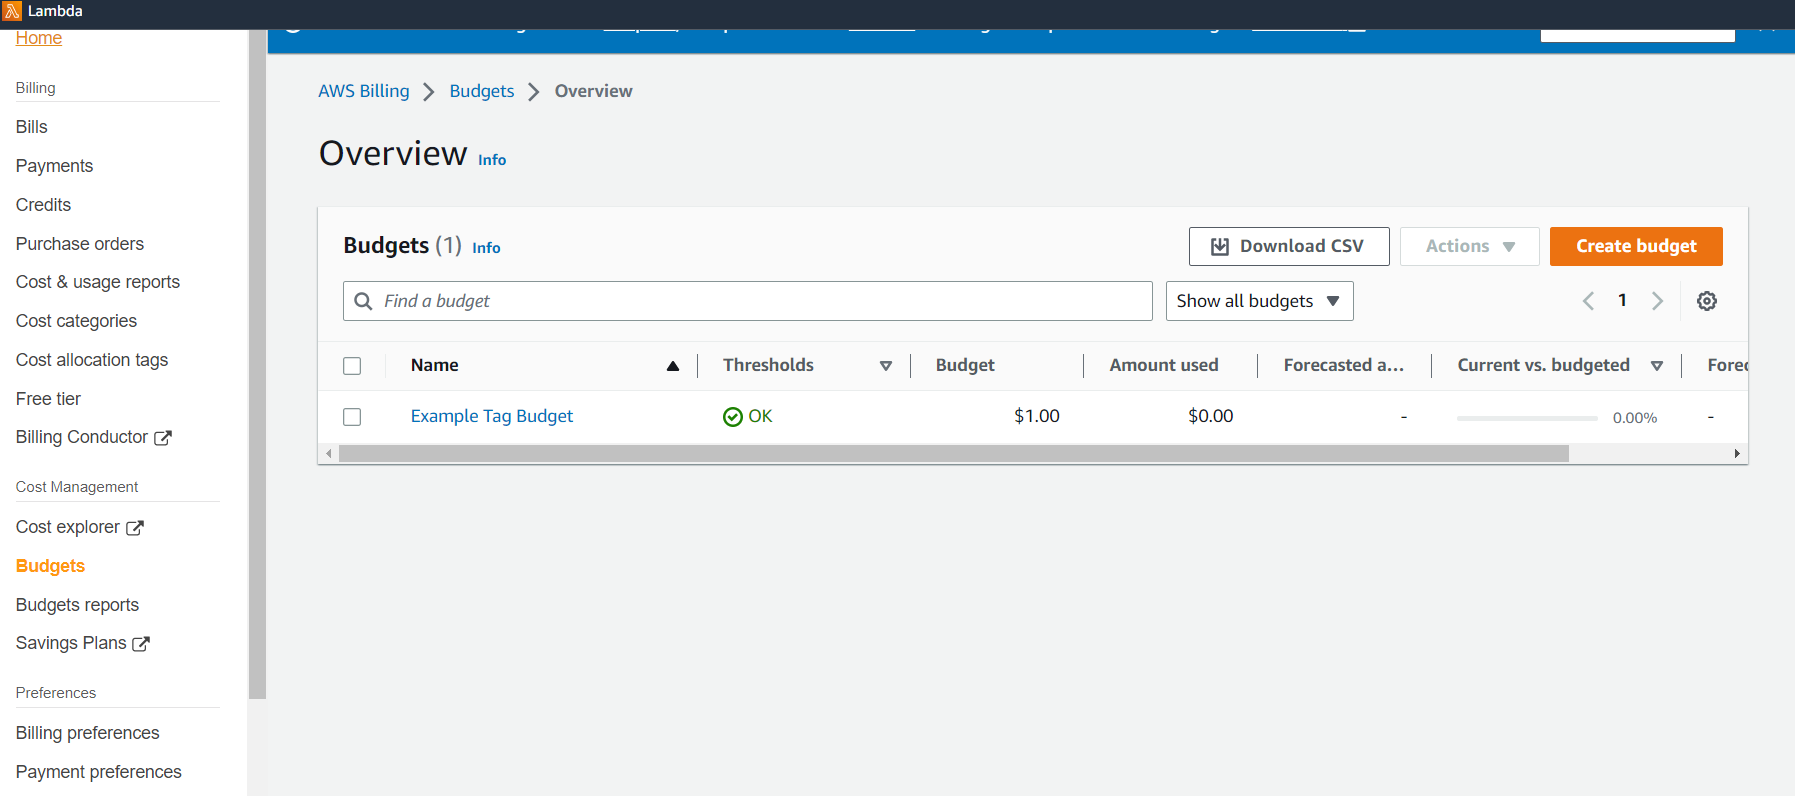 Lambda
Home
Billing
Bills
Payments
Credits
Purchase orders
Cost & usage reports
Cost categories
Cost allocation tags
Free tier
Billing Conductor
Cost Management
Cost explorer
Budgets
Budgets reports
Savings Plans
Preferences
Billing preferences
Payment preferences
AWS Billing > Budgets > Overview
Overview Info
Budgets (1) Info
Download CSV
Actions
Create budget
Find a budget
Show all budgets
1
Name Thresholds Budget Amount used Forecasted a... Current vs. budgeted Forec
Example Tag Budget OK $1.00 $0.00 - 0.00% -